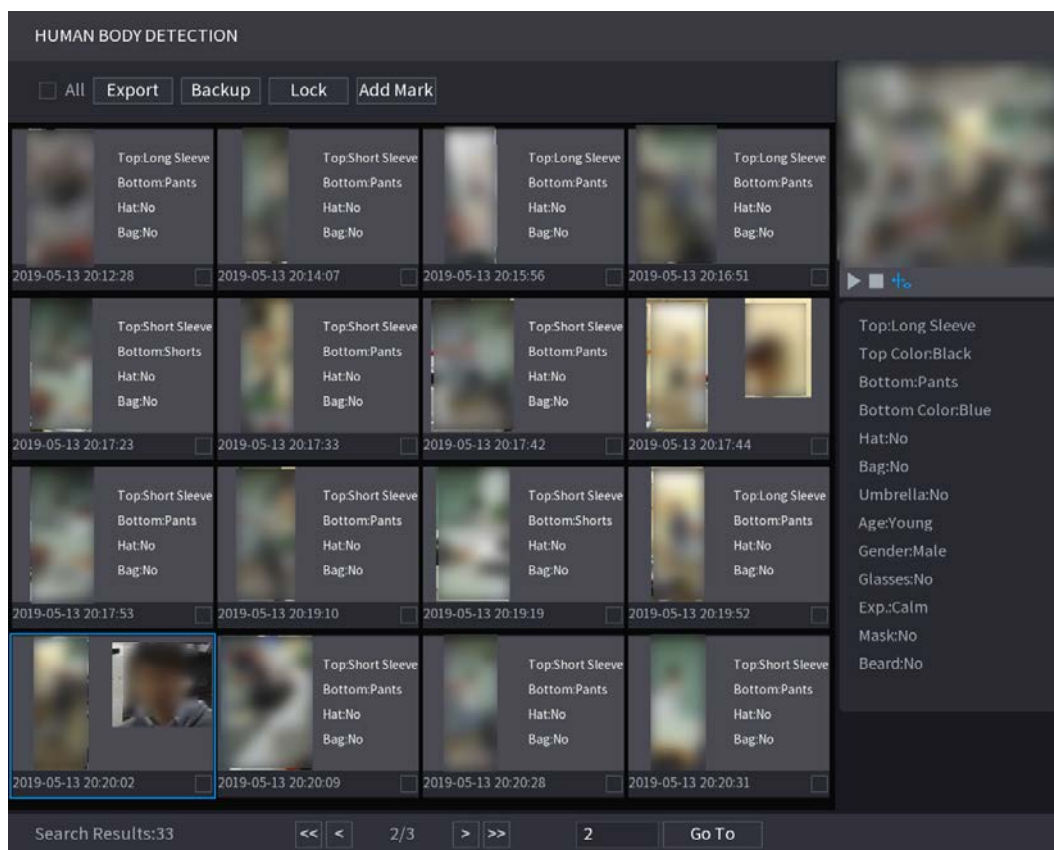 HUMAN BODY DETECTION
All Export Backup Lock Add Mark
Top:Long Sleeve
Bottom:Pants
Hat:No
Bag:No
2019-05-13 20:12:28
Top:Short Sleeve
Bottom:Pants
Hat:No
Bag:No
2019-05-13 20:14:07
Top:Long Sleeve
Bottom:Pants
Hat:No
Bag:No
2019-05-13 20:15:56
Top:Long Sleeve
Bottom:Pants
Hat:No
Bag:No
2019-05-13 20:16:51
Top:Short Sleeve
Bottom:Shorts
Hat:No
Bag:No
2019-05-13 20:17:23
Top:Short Sleeve
Bottom:Pants
Hat:No
Bag:No
2019-05-13 20:17:33
Top:Short Sleeve
Bottom:Pants
Hat:No
Bag:No
2019-05-13 20:17:42
2019-05-13 20:17:44
Top:Short Sleeve
Bottom:Pants
Hat:No
Bag:No
2019-05-13 20:17:53
Top:Short Sleeve
Bottom:Pants
Hat:No
Bag:No
2019-05-13 20:19:10
Top:Short Sleeve
Bottom:Shorts
Hat:No
Bag:No
2019-05-13 20:19:19
Top:Long Sleeve
Bottom:Pants
Hat:No
Bag:No
2019-05-13 20:19:52
2019-05-13 20:20:02
Top:Short Sleeve
Bottom:Pants
Hat:No
Bag:No
2019-05-13 20:20:09
Top:Short Sleeve
Bottom:Pants
Hat:No
Bag:No
2019-05-13 20:20:28
Top:Short Sleeve
Bottom:Pants
Hat:No
Bag:No
2019-05-13 20:20:31
Top:Long Sleeve
Top Color:Black
Bottom:Pants
Bottom Color:Blue
Hat:No
Bag:No
Umbrella:No
Age:Young
Gender:Male
Glasses:No
Exp.:Calm
Mask:No
Beard:No
Search Results:33 << < 2/3 > >> 2 Go To